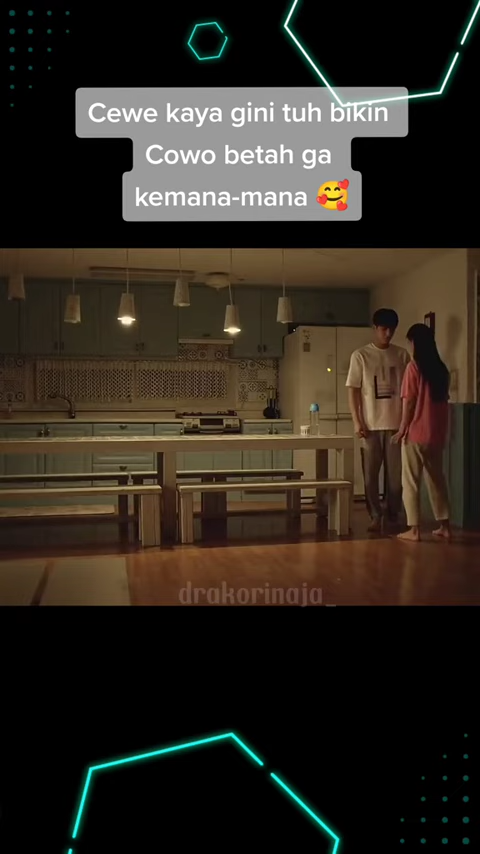 Cewe kaya gini tuh bikin
Cowo betah ga
kemana-mana 🥰
drakorinaja_